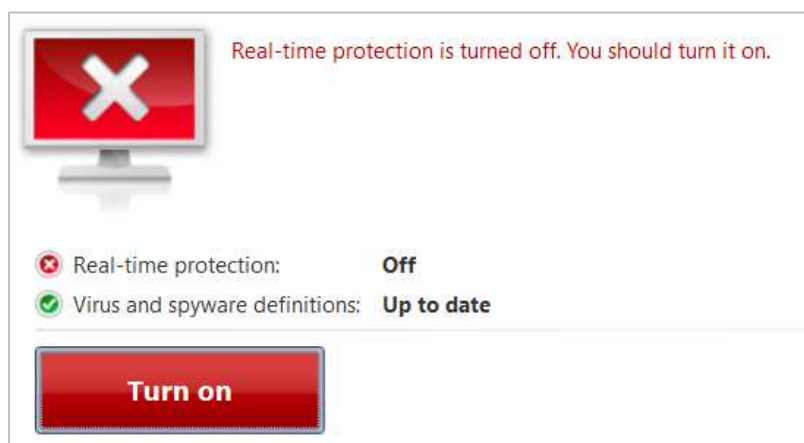 Real-time protection is turned off. You should turn it on.
Real-time protection: Off
Virus and spyware definitions: Up to date
Turn on